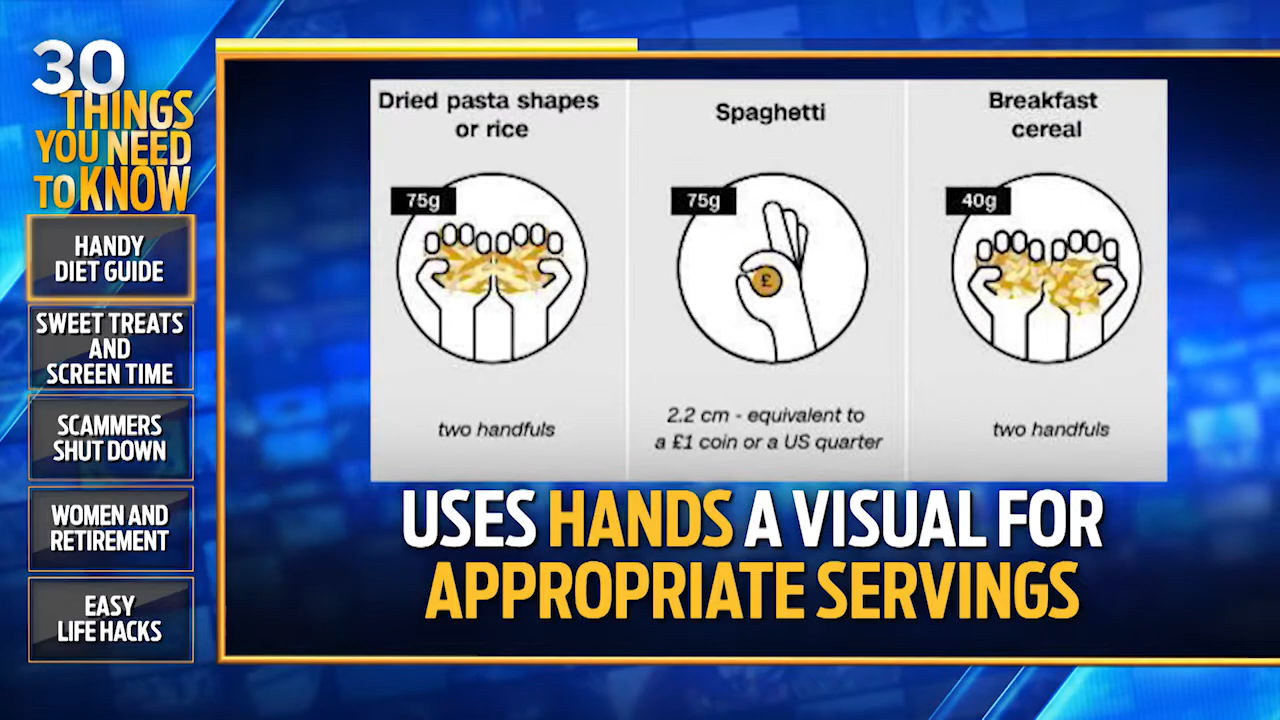 30
THINGS
YOU NEED
TO KNOW
HANDY
DIET GUIDE
SWEET TREATS
AND
SCREEN TIME
SCAMMERS
SHUT DOWN
WOMEN AND
RETIREMENT
EASY
LIFE HACKS
Dried pasta shapes
or rice
75g
two handfuls
Spaghetti
75g
£
2.2 cm - equivalent to
a £1 coin or a US quarter
Breakfast
cereal
40g
two handfuls
USES HANDS A VISUAL FOR
APPROPRIATE SERVINGS